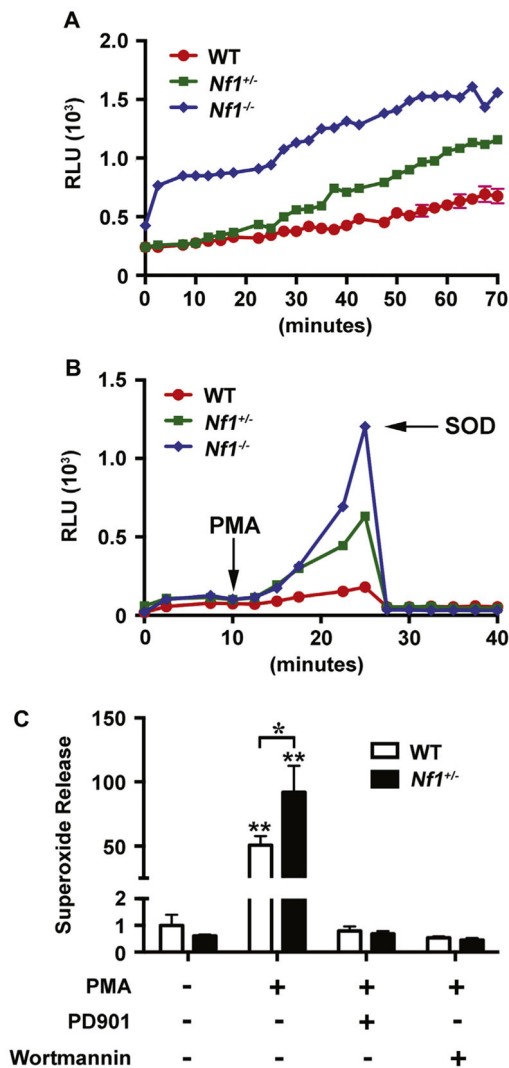 A
WT
Nf1+/-
Nf1-/-
RLU (10³)
2.0
1.5
1.0
0.5
0
0 10 20 30 40 50 60 70
(minutes)
B
WT
Nf1+/-
Nf1-/-
RLU (10³)
1.5
1.0
0.5
0
SOD
PMA
0 10 20 30 40
(minutes)
C
Superoxide Release
150
100
50
2
1
0
WT
Nf1+/-
*
**
**
PMA - + + +
PD901 - - + -
Wortmannin - - - +